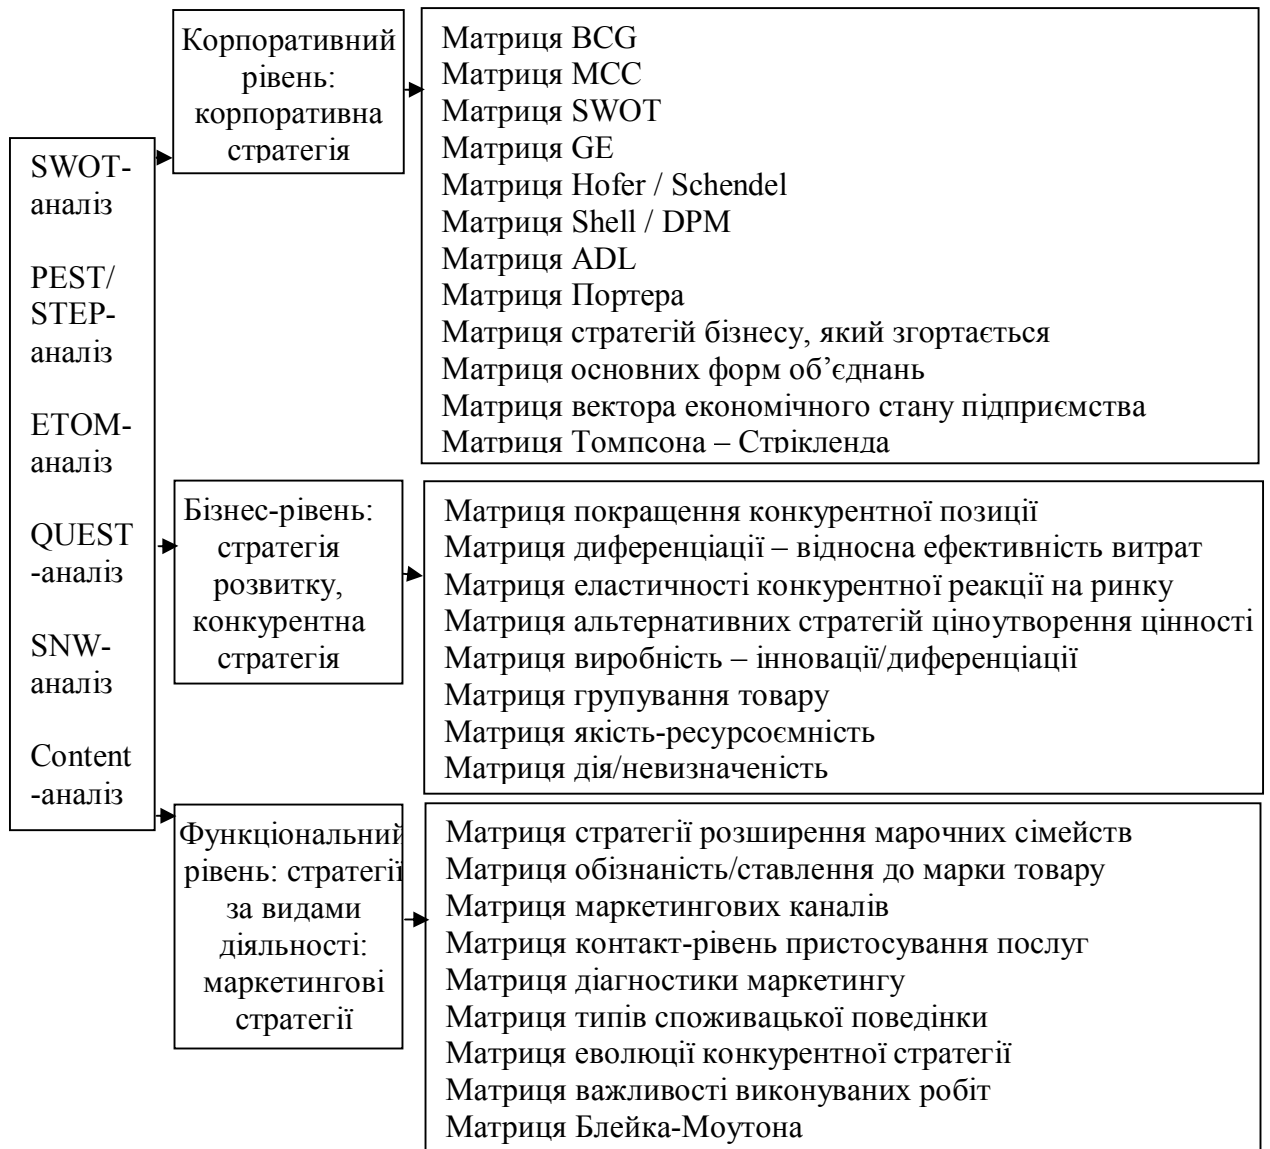 SWOT-
аналіз
PEST/
STEP-
аналіз
ETOM-
аналіз
QUEST
-аналіз
SNW-
аналіз
Content
-аналіз
Корпоративний
рівень:
корпоративна
стратегія
Матриця BCG
Матриця MCC
Матриця SWOT
Матриця GE
Матриця Hofer / Schendel
Матриця Shell / DPM
Матриця ADL
Матриця Портера
Матриця стратегій бізнесу, який згортається
Матриця основних форм об’єднань
Матриця вектора економічного стану підприємства
Матриця Томпсона – Стрікленда
Бізнес-рівень:
стратегія
розвитку,
конкурентна
стратегія
Матриця покращення конкурентної позиції
Матриця диференціації – відносна ефективність витрат
Матриця еластичності конкурентної реакції на ринку
Матриця альтернативних стратегій ціноутворення цінності
Матриця виробність – інновації/диференціації
Матриця групування товару
Матриця якість-ресурсоємність
Матриця дія/невизначеність
Функціональний
рівень: стратегії
за видами
діяльності:
маркетингові
стратегії
Матриця стратегії розширення марочних сімейств
Матриця обізнаність/ставлення до марки товару
Матриця маркетингових каналів
Матриця контакт-рівень пристосування послуг
Матриця діагностики маркетингу
Матриця типів споживацької поведінки
Матриця еволюції конкурентної стратегії
Матриця важливості виконуваних робіт
Матриця Блейка-Моутона